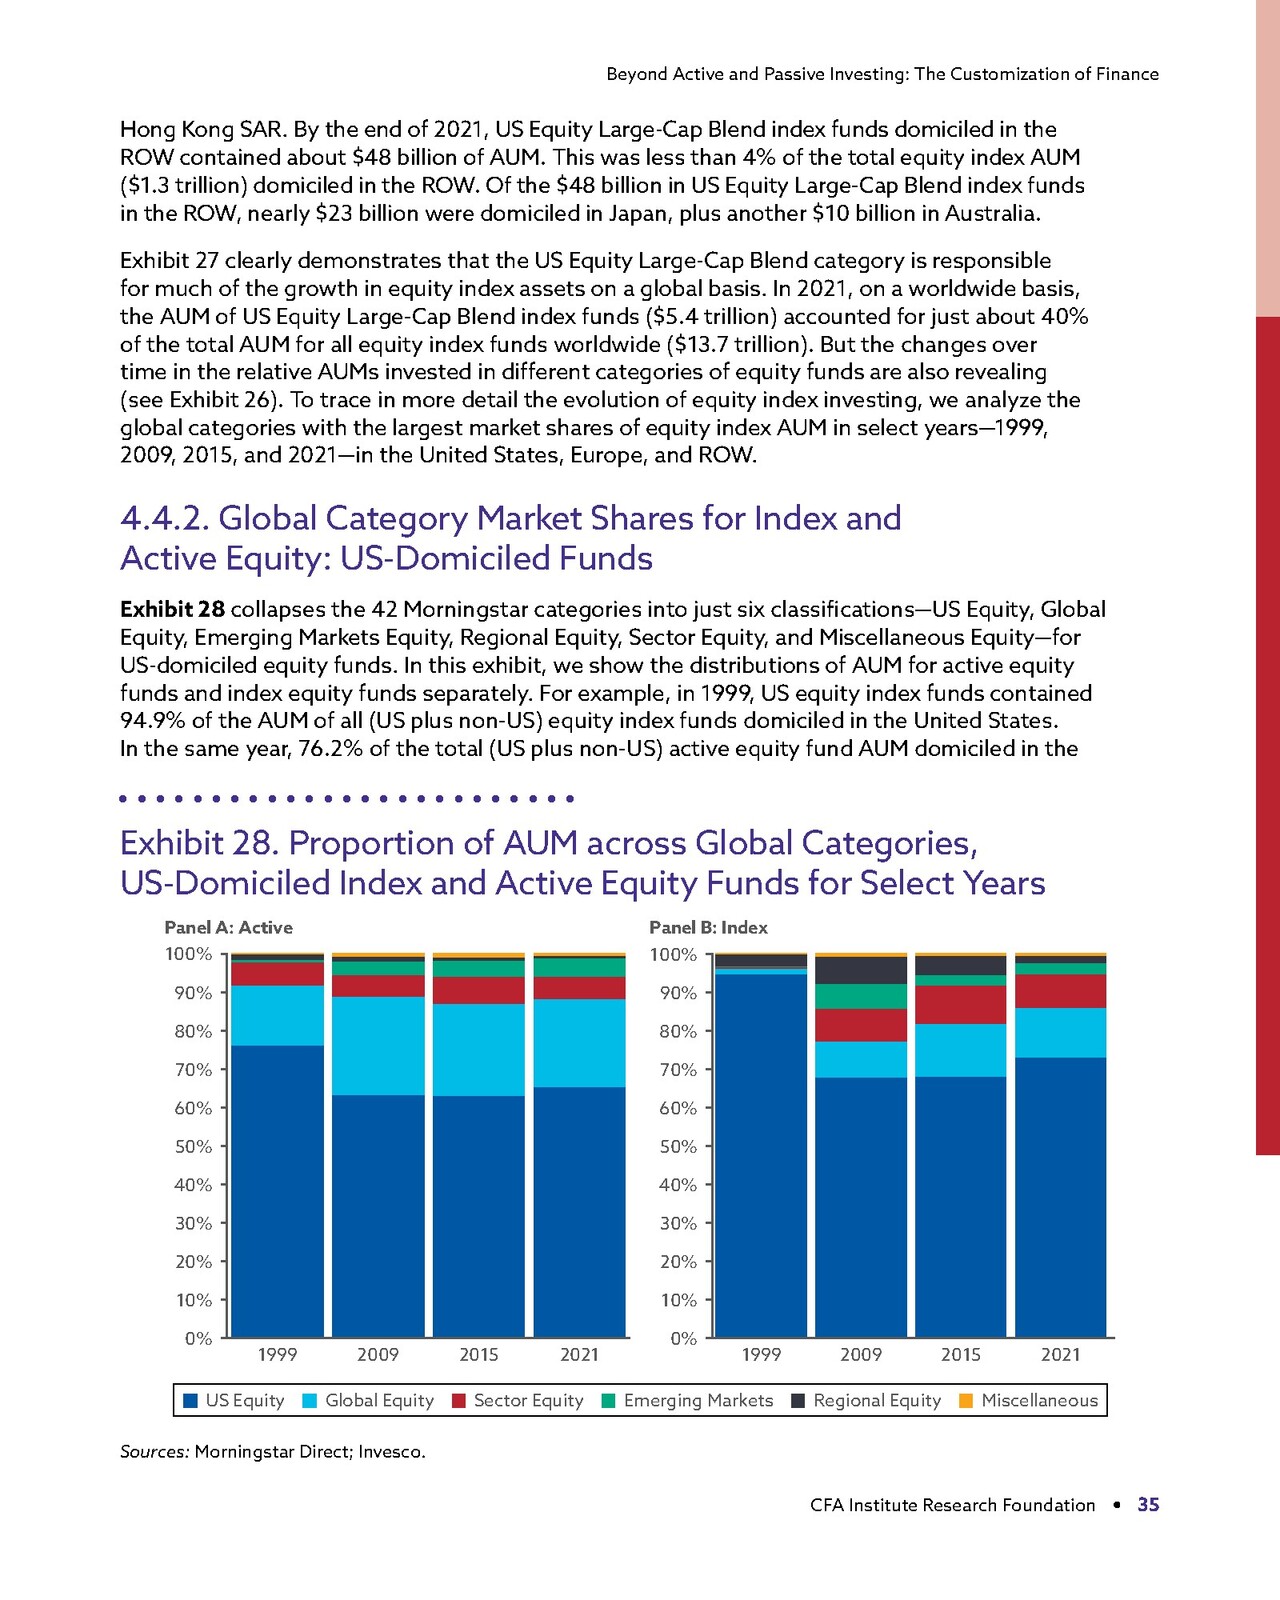 Beyond Active and Passive Investing: The Customization of Finance
Hong Kong SAR. By the end of 2021, US Equity Large-Cap Blend index funds domiciled in the
ROW contained about $48 billion of AUM. This was less than 4% of the total equity index AUM
($1.3 trillion) domiciled in the ROW. Of the $48 billion in US Equity Large-Cap Blend index funds
in the ROW, nearly $23 billion were domiciled in Japan, plus another $10 billion in Australia.
Exhibit 27 clearly demonstrates that the US Equity Large-Cap Blend category is responsible
for much of the growth in equity index assets on a global basis. In 2021, on a worldwide basis,
the AUM of US Equity Large-Cap Blend index funds ($5.4 trillion) accounted for just about 40%
of the total AUM for all equity index funds worldwide ($13.7 trillion). But the changes over
time in the relative AUMs invested in different categories of equity funds are also revealing
(see Exhibit 26). To trace in more detail the evolution of equity index investing, we analyze the
global categories with the largest market shares of equity index AUM in select years—1999,
2009, 2015, and 2021—in the United States, Europe, and ROW.
4.4.2. Global Category Market Shares for Index and
Active Equity: US-Domiciled Funds
Exhibit 28 collapses the 42 Morningstar categories into just six classifications—US Equity, Global
Equity, Emerging Markets Equity, Regional Equity, Sector Equity, and Miscellaneous Equity—for
US-domiciled equity funds. In this exhibit, we show the distributions of AUM for active equity
funds and index equity funds separately. For example, in 1999, US equity index funds contained
94.9% of the AUM of all (US plus non-US) equity index funds domiciled in the United States.
In the same year, 76.2% of the total (US plus non-US) active equity fund AUM domiciled in the
Exhibit 28. Proportion of AUM across Global Categories,
US-Domiciled Index and Active Equity Funds for Select Years
Panel A: Active
100%
90%
80%
70%
60%
50%
40%
30%
20%
10%
0%
1999 2009 2015 2021
Panel B: Index
100%
90%
80%
70%
60%
50%
40%
30%
20%
10%
0%
1999 2009 2015 2021
US Equity Global Equity Sector Equity Emerging Markets Regional Equity Miscellaneous
Sources: Morningstar Direct; Invesco.
CFA Institute Research Foundation • 35